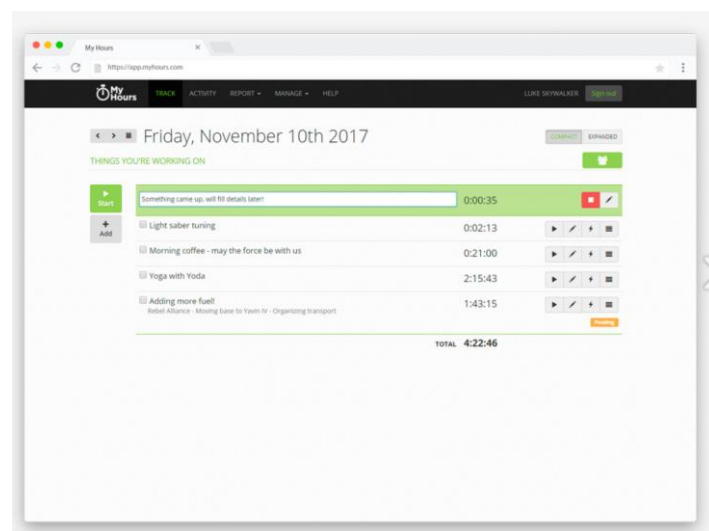 My Hours
https://app.myhours.com
My Hours TRACK ACTIVITY REPORT MANAGE HELP LUKE SKYWALKER Sign out
Friday, November 10th 2017 COMPACT EXPANDED
THINGS YOU'RE WORKING ON
Start Something came up, will fill details later! 0:00:35
Add Light saber tuning 0:02:13
Morning coffee - may the force be with us 0:21:00
Yoga with Yoda 2:15:43
Adding more fuel! 1:43:15
Rebel Alliance - Moving base to Yavin IV - Organizing transport
Pending
TOTAL 4:22:46